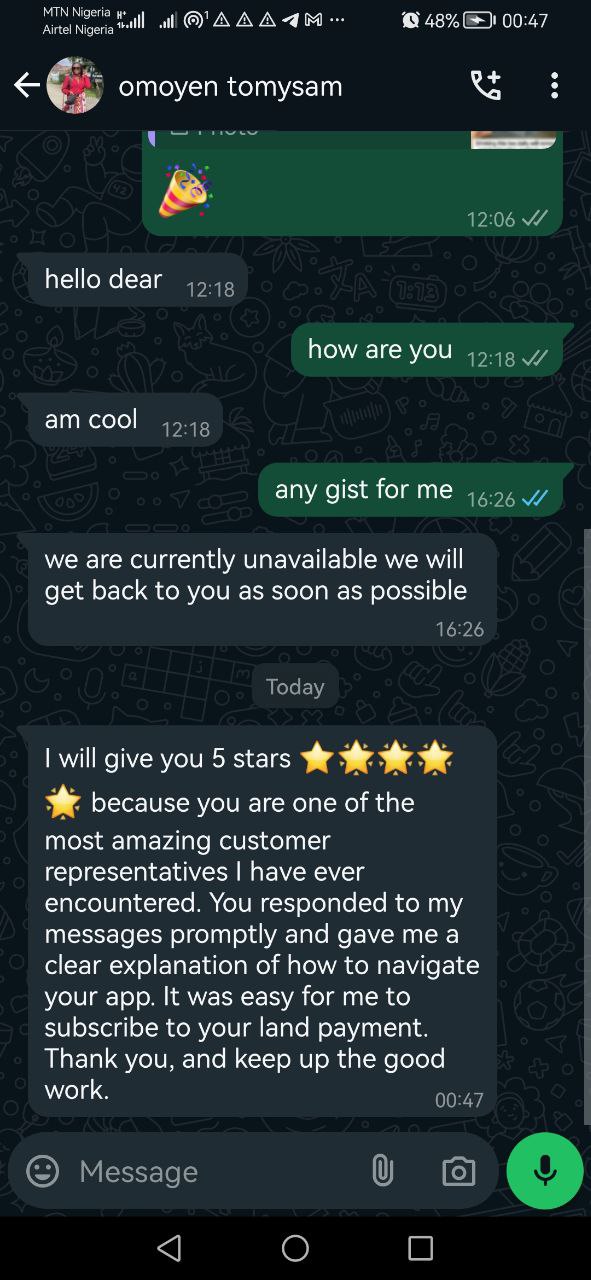 MTN Nigeria
Airtel Nigeria
48% 00:47
omoyen tomysam
Photo
12:06
hello dear 12:18
how are you 12:18
am cool 12:18
any gist for me 16:26
we are currently unavailable we will
get back to you as soon as possible
16:26
Today
I will give you 5 stars ⭐🌟🌟🌟
🌟 because you are one of the
most amazing customer
representatives I have ever
encountered. You responded to my
messages promptly and gave me a
clear explanation of how to navigate
your app. It was easy for me to
subscribe to your land payment.
Thank you, and keep up the good
work.
00:47
Message